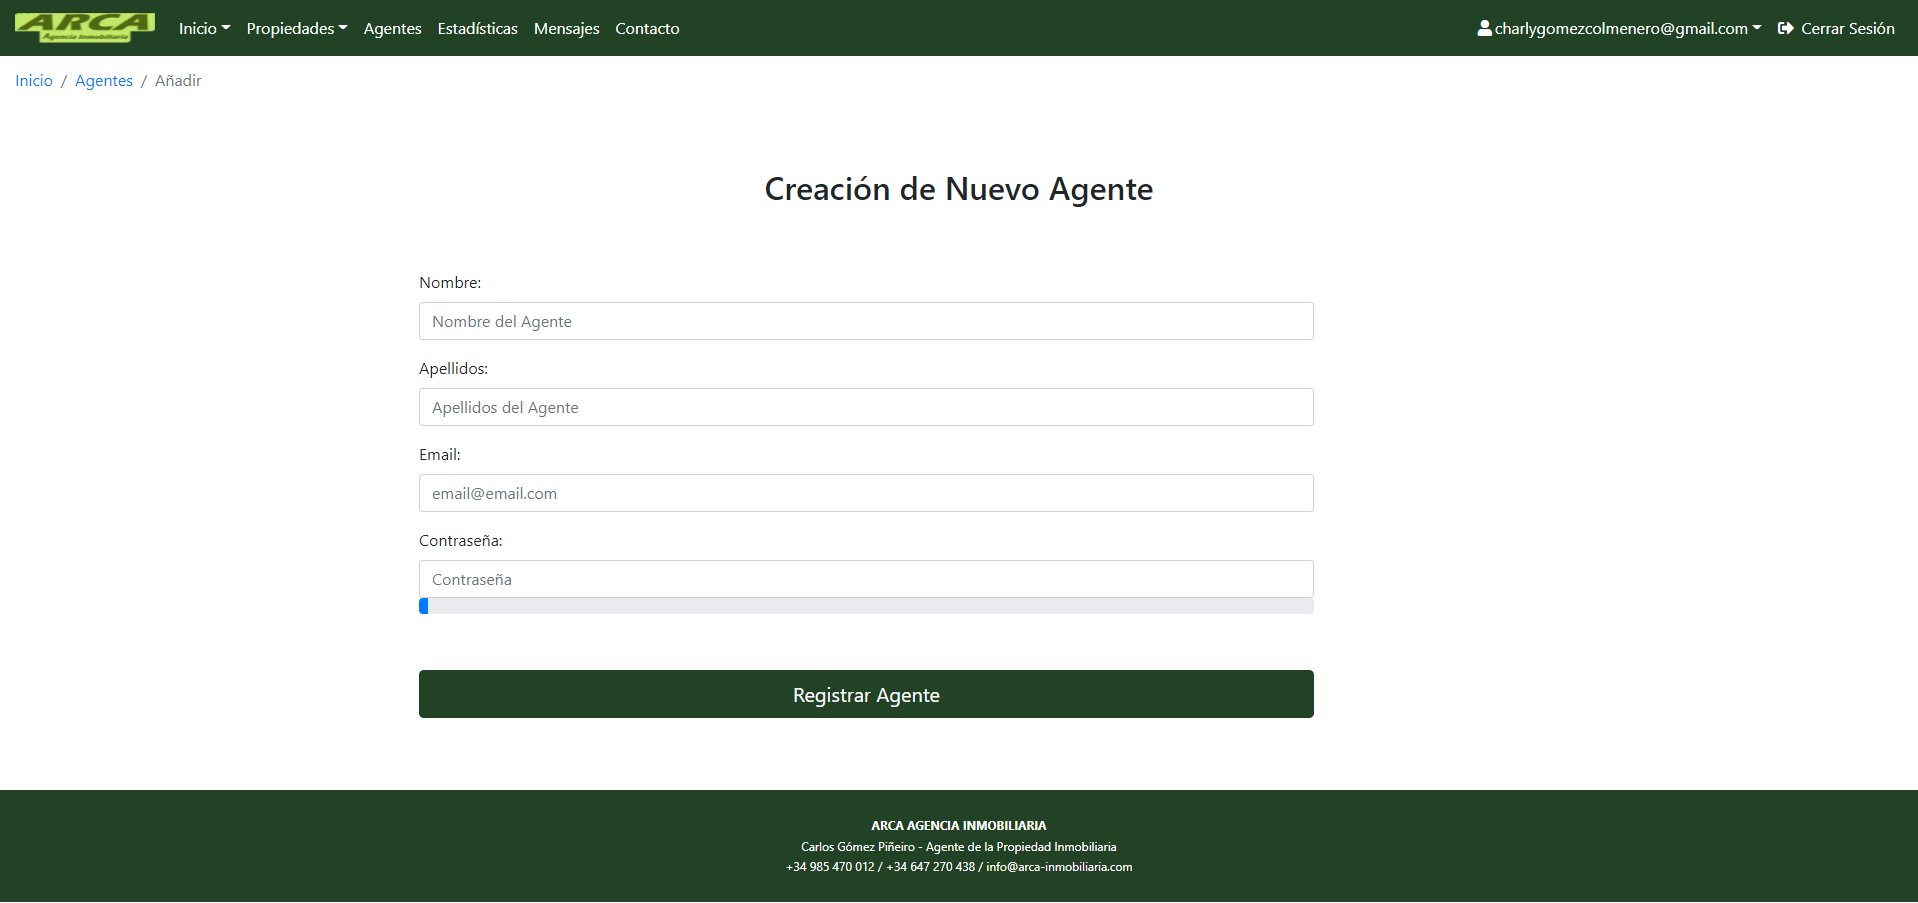 ARCA
Agencia Inmobiliaria
Inicio Propiedades Agentes Estadísticas Mensajes Contacto charlygomezcolmenero@gmail.com Cerrar Sesión
Inicio / Agentes / Añadir
Creación de Nuevo Agente
Nombre:
Nombre del Agente
Apellidos:
Apellidos del Agente
Email:
email@email.com
Contraseña:
Contraseña
Registrar Agente
ARCA AGENCIA INMOBILIARIA
Carlos Gómez Piñeiro - Agente de la Propiedad Inmobiliaria
+34 985 470 012 / +34 647 270 438 / info@arca-inmobiliaria.com